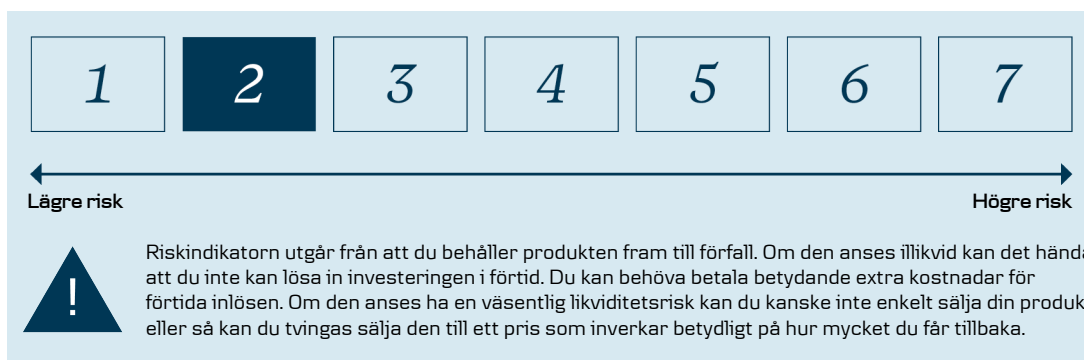 1 2 3 4 5 6 7
Lägre risk Högre risk
Riskindikatorn utgår från att du behåller produkten fram till förfall. Om den anses illikvid kan det hända
att du inte kan lösa in investeringen i förtid. Du kan behöva betala betydande extra kostnadar för
förtida inlösen. Om den anses ha en väsentlig likviditetsrisk kan du kanske inte enkelt sälja din produk
eller så kan du tvingas sälja den till ett pris som inverkar betydligt på hur mycket du får tillbaka.
!